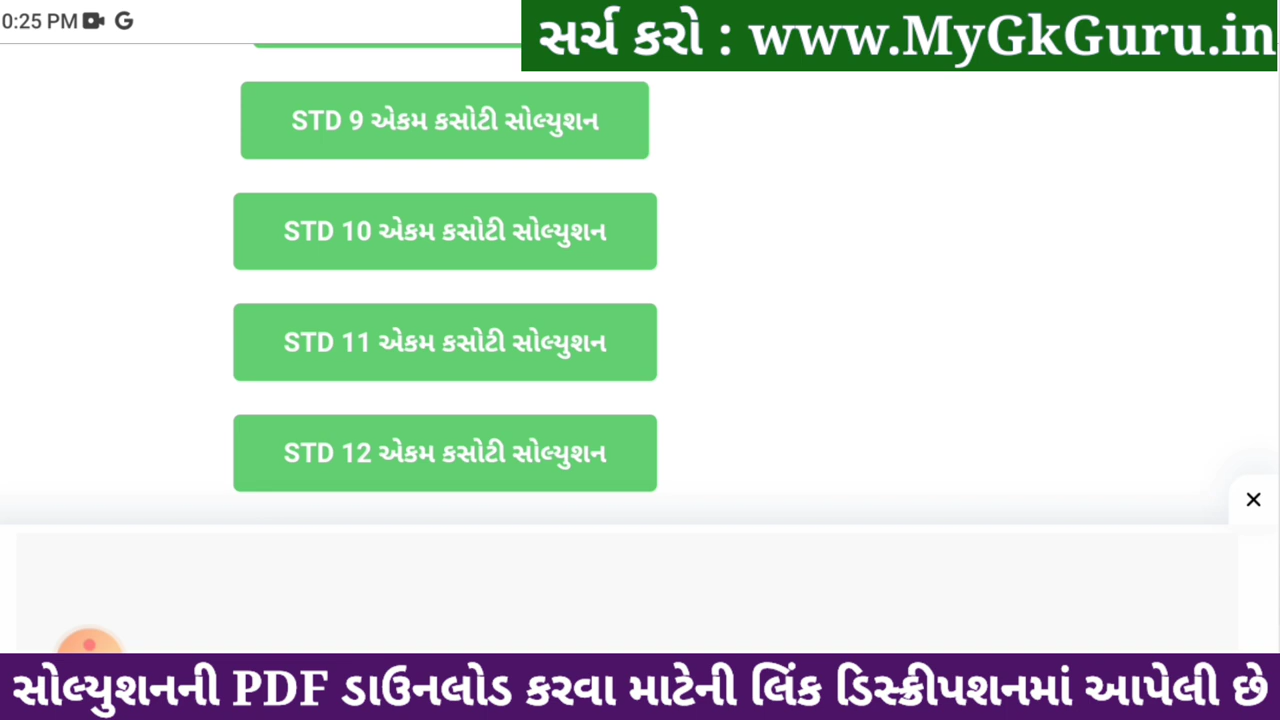 0:25 PM
સર્ચ કરો : www.MyGkGuru.in
STD 9 એકમ કસોટી સોલ્યુશન
STD 10 એકમ કસોટી સોલ્યુશન
STD 11 એકમ કસોટી સોલ્યુશન
STD 12 એકમ કસોટી સોલ્યુશન
સોલ્યુશનની PDF ડાઉનલોડ કરવા માટેની લિંક ડિસ્ક્રીપશનમાં આપેલી છે